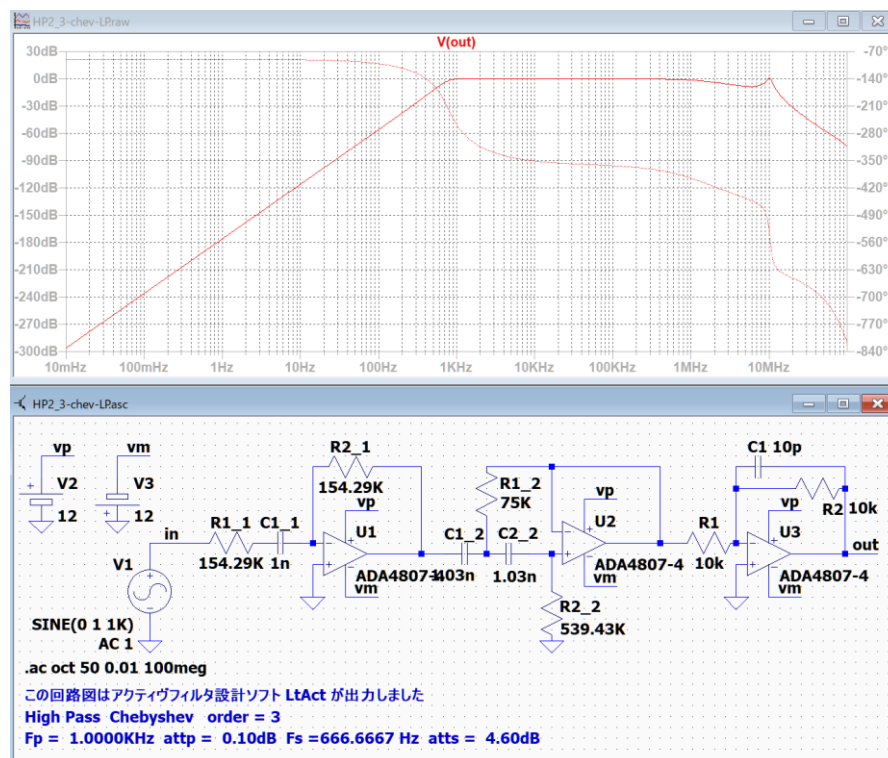 HP2_3-chev-LP.raw
V(out)
30dB
0dB
-30dB
-60dB
-90dB
-120dB
-150dB
-180dB
-210dB
-240dB
-270dB
-300dB
-70°
-140°
-210°
-280°
-350°
-420°
-490°
-560°
-630°
-700°
-770°
-840°
10mHz 100mHz 1Hz 10Hz 100Hz 1KHz 10KHz 100KHz 1MHz 10MHz
HP2_3-chev-LP.asc
vp
V2
12
vm
V3
12
in
V1
SINE(0 1 1K)
AC 1
R1_1
154.29K
C1_1
1n
R2_1
154.29K
vp
U1
vm
C1_2
R1_2
75K
C2_2
1.03n
R2_2
539.43K
vp
U2
ADA4807-4
vm
R1
10k
C1 10p
R2 10k
vp
U3
ADA4807-4
vm
out
.ac oct 50 0.01 100meg
この回路図はアクティヴフィルタ設計ソフト LtAct が出力しました
High Pass Chebyshev order = 3
Fp = 1.0000KHz attp = 0.10dB Fs =666.6667 Hz atts = 4.60dB